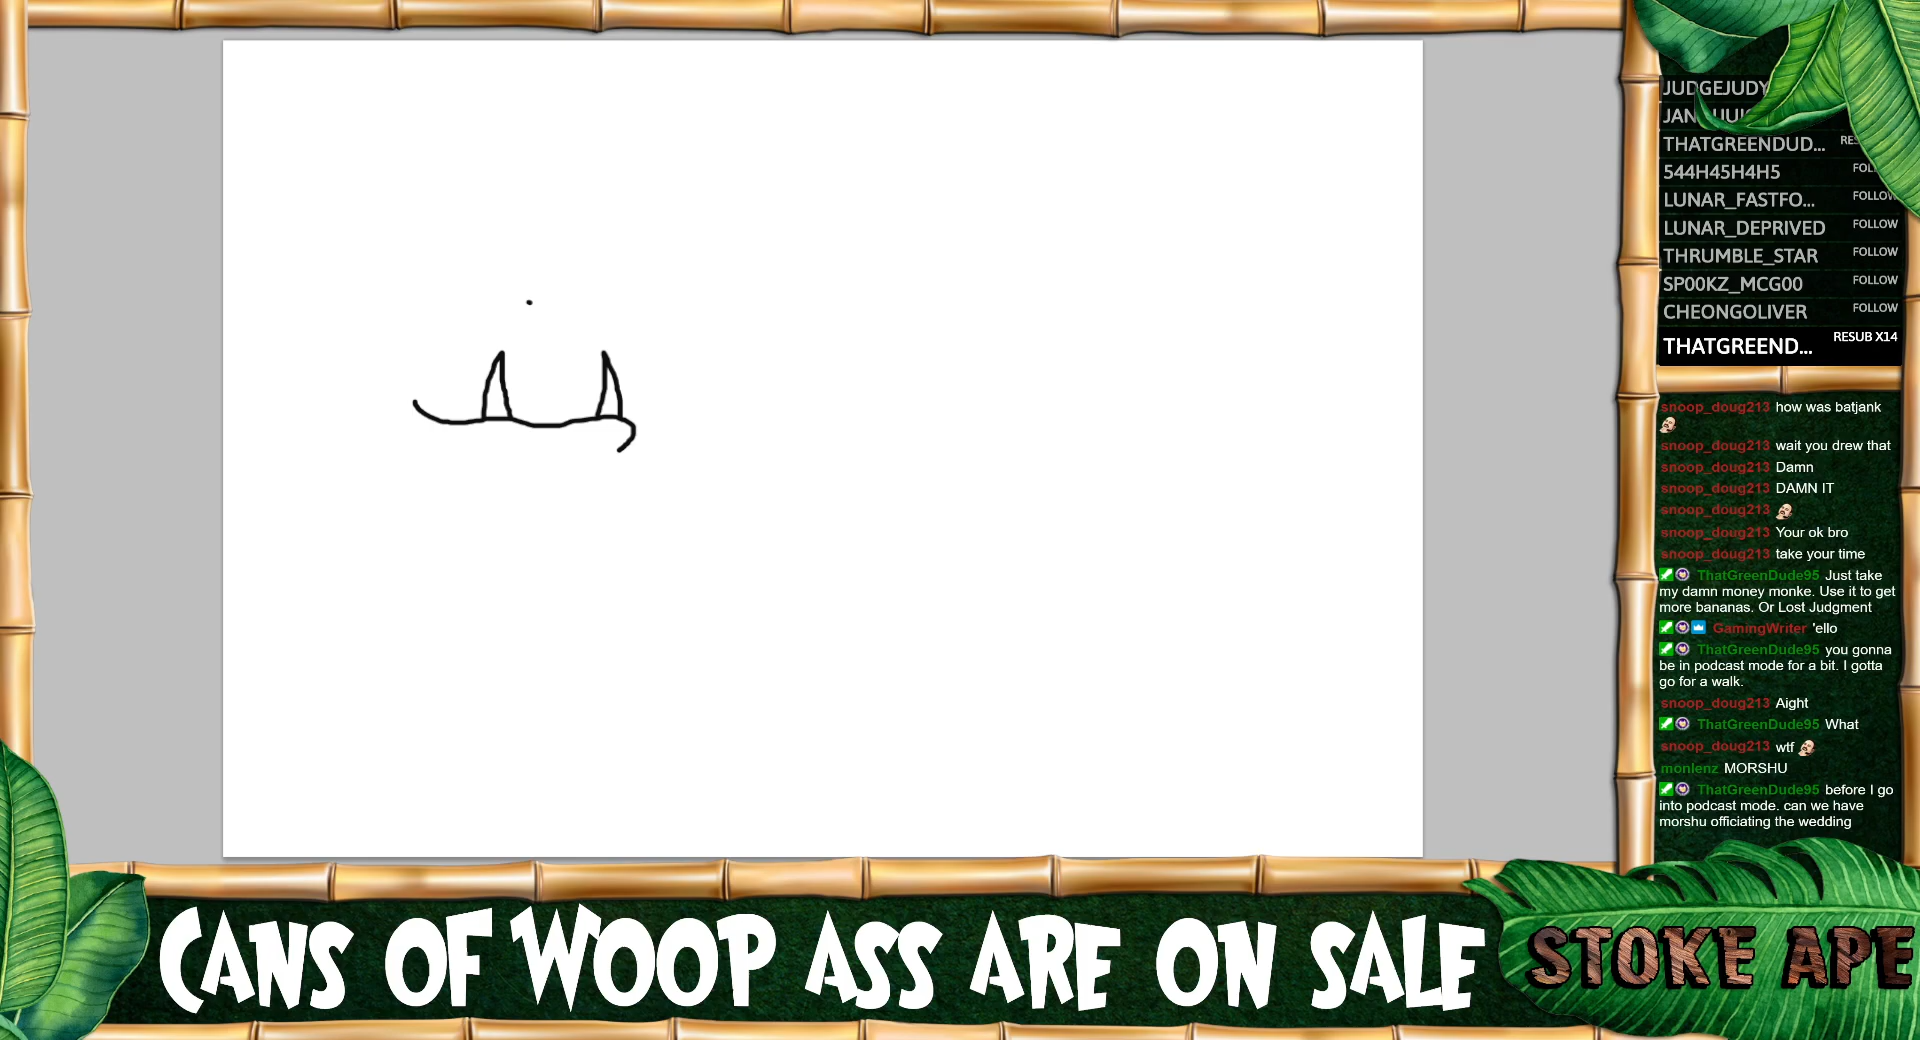 JUDGEJUDY
THATGREENDUD...
544H45H4H5
LUNAR_FASTFO... FOLLOW
LUNAR_DEPRIVED FOLLOW
THRUMBLE_STAR FOLLOW
SP00KZ_MCG00 FOLLOW
CHEONGOLIVER FOLLOW
THATGREEND... RESUB X14
snoop_doug213 how was batjank
snoop_doug213 wait you drew that
snoop_doug213 Damn
snoop_doug213 DAMN IT
snoop_doug213
snoop_doug213 Your ok bro
snoop_doug213 take your time
ThatGreenDude95 Just take
my damn money monke. Use it to get
more bananas. Or Lost Judgment
GamingWriter 'ello
ThatGreenDude95 you gonna
be in podcast mode for a bit. I gotta
go for a walk.
snoop_doug213 Aight
ThatGreenDude95 What
snoop_doug213 wtf
monlenz MORSHU
ThatGreenDude95 before I go
into podcast mode. can we have
morshu officiating the wedding
CANS OF WOOP ASS ARE ON SALE
STOKE APE